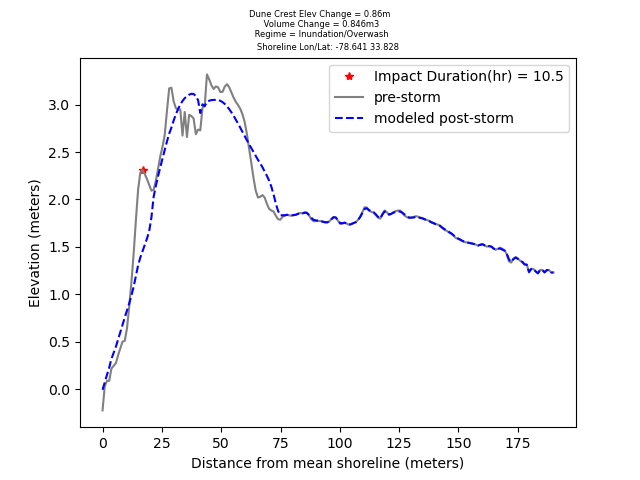 Dune Crest Elev Change = 0.86m
Volume Change = 0.846m3
Regime = Inundation/Overwash
Shoreline Lon/Lat: -78.641 33.828
Impact Duration(hr) = 10.5
pre-storm
modeled post-storm
Elevation (meters)
3.0
2.5
2.0
1.5
1.0
0.5
0.0
0 25 50 75 100 125 150 175
Distance from mean shoreline (meters)